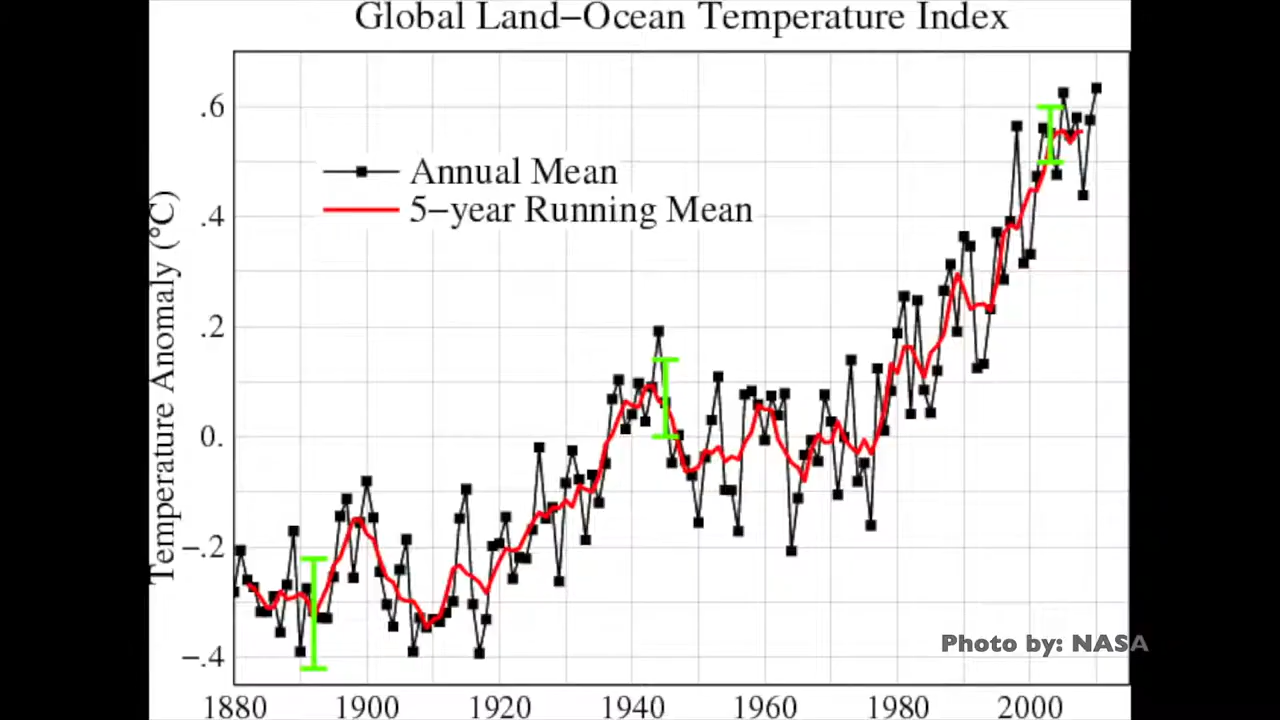 Global Land−Ocean Temperature Index
Temperature Anomaly (°C)
.6
.4
.2
0.
−.2
−.4
Annual Mean
5−year Running Mean
Photo by: NASA
1880 1900 1920 1940 1960 1980 2000